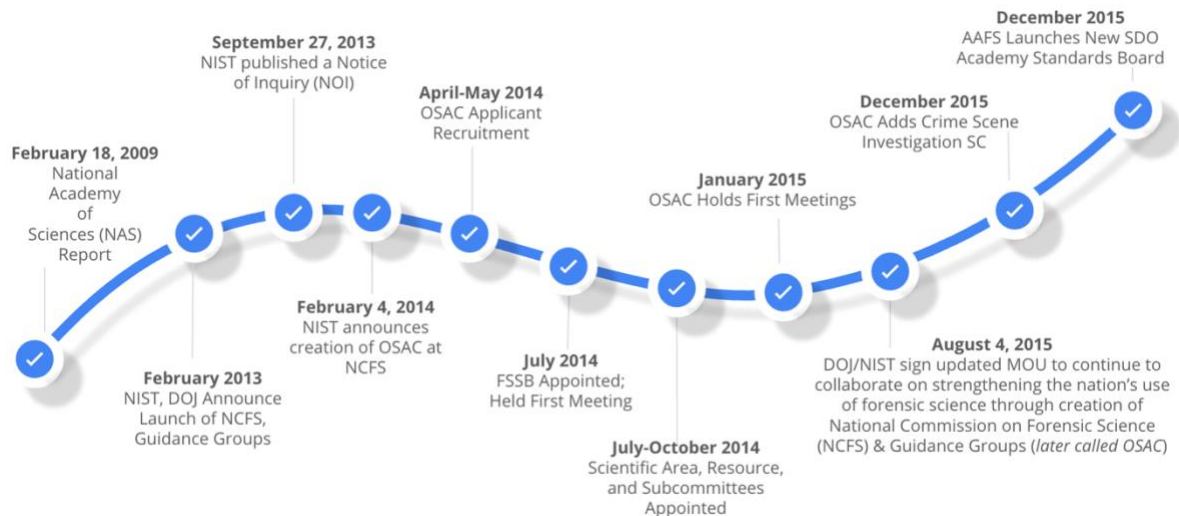 February 18, 2009
National
Academy
of
Sciences (NAS)
Report
February 2013
NIST, DOJ Announce
Launch of NCFS,
Guidance Groups
September 27, 2013
NIST published a Notice
of Inquiry (NOI)
February 4, 2014
NIST announces
creation of OSAC at
NCFS
April-May 2014
OSAC Applicant
Recruitment
July 2014
FSSB Appointed;
Held First Meeting
July-October 2014
Scientific Area, Resource,
and Subcommittees
Appointed
January 2015
OSAC Holds First Meetings
August 4, 2015
DOJ/NIST sign updated MOU to continue to
collaborate on strengthening the nation's use
of forensic science through creation of
National Commission on Forensic Science
(NCFS) & Guidance Groups (later called OSAC)
December 2015
OSAC Adds Crime Scene
Investigation SC
December 2015
AAFS Launches New SDO
Academy Standards Board